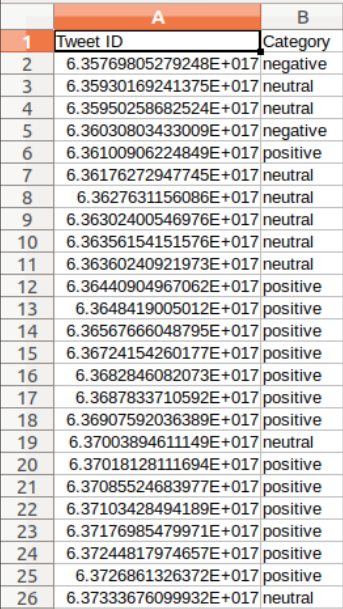 A B
1 Tweet ID Category
2 6.35769805279248E+017 negative
3 6.35930169241375E+017 neutral
4 6.35950258682524E+017 neutral
5 6.36030803433009E+017 negative
6 6.36100906224849E+017 positive
7 6.36176272947745E+017 neutral
8 6.3627631156086E+017 neutral
9 6.36302400546976E+017 neutral
10 6.36356154151576E+017 neutral
11 6.36360240921973E+017 neutral
12 6.36440904967062E+017 positive
13 6.3648419005012E+017 positive
14 6.36567666048795E+017 positive
15 6.36724154260177E+017 positive
16 6.3682846082073E+017 positive
17 6.3687833710592E+017 positive
18 6.36907592036389E+017 positive
19 6.37003894611149E+017 neutral
20 6.37018128111694E+017 positive
21 6.37085524683977E+017 positive
22 6.37103428494189E+017 positive
23 6.37176985479971E+017 positive
24 6.37244817974657E+017 positive
25 6.3726861326372E+017 positive
26 6.37333676099932E+017 neutral